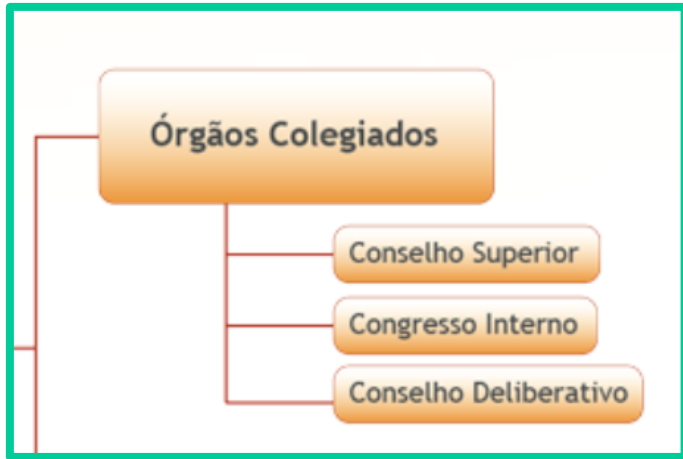 Órgãos Colegiados
Conselho Superior
Congresso Interno
Conselho Deliberativo